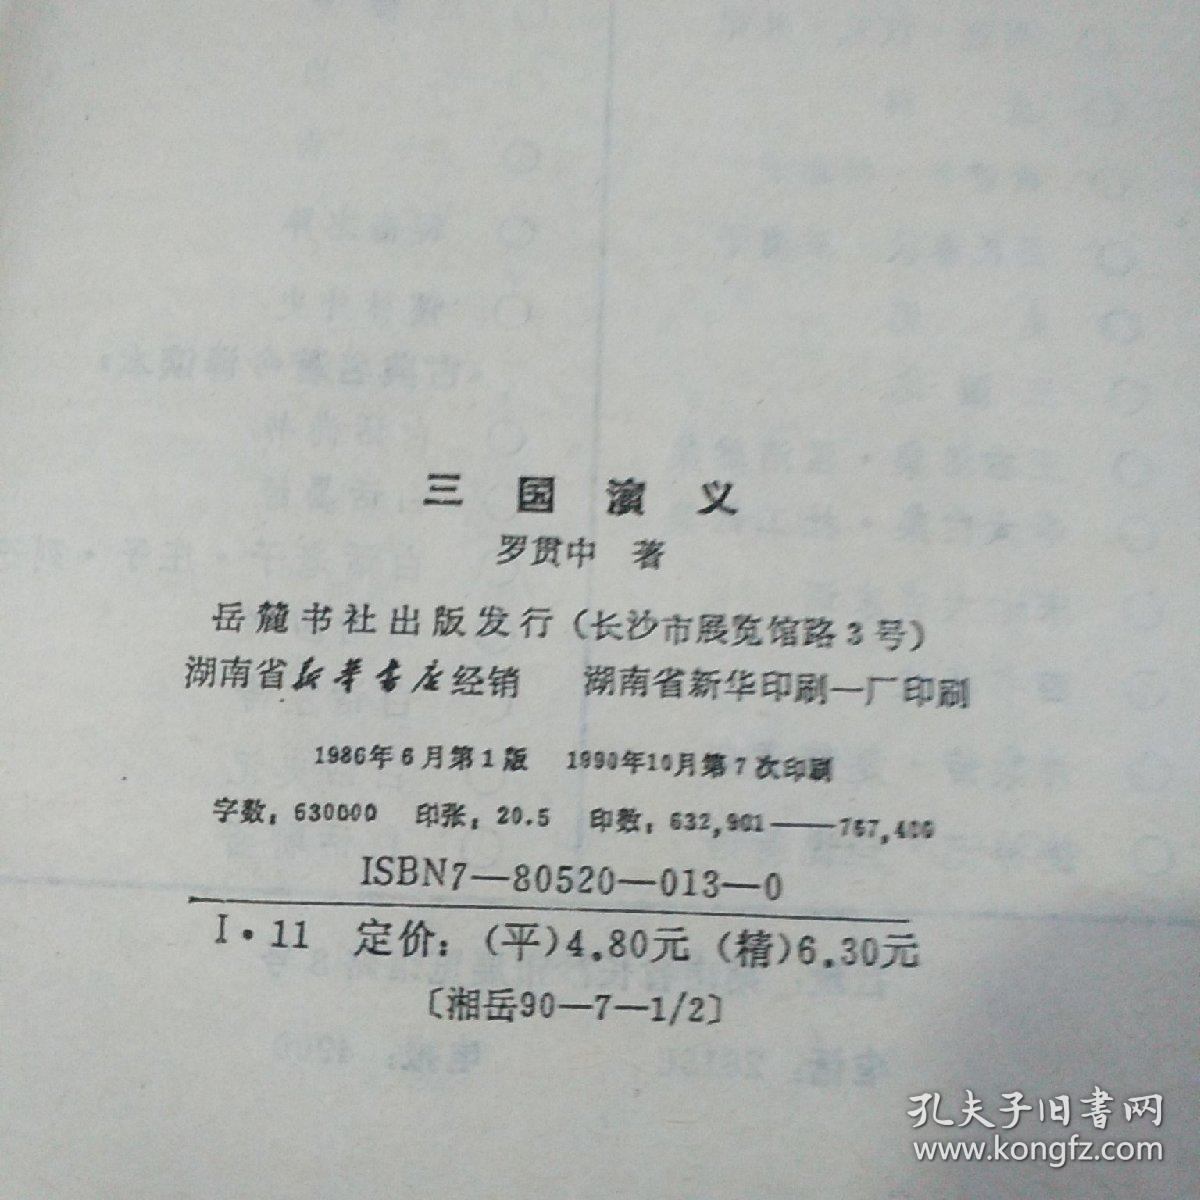 三国演义
罗贯中 著
岳麓书社出版发行(长沙市展览馆路3号)
湖南省新华书店经销 湖南省新华印刷一厂印刷
1986年6月第1版 1990年10月第7次印刷
字数：630000 印张：20.5 印数：632,901——767,400
ISBN7—80520—013—0
I·11 定价：(平)4.80元 (精)6.30元
〔湘岳90—7—1/2〕
孔夫子旧书网
www.kongfz.com